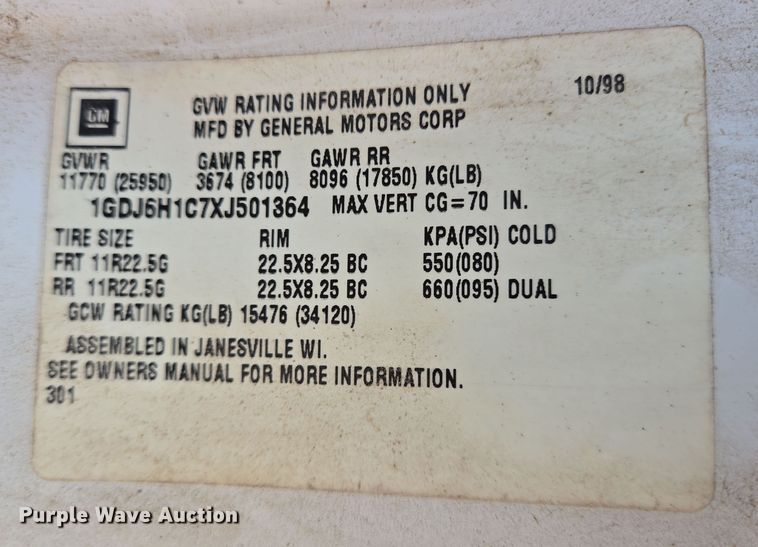 GM
GVW RATING INFORMATION ONLY 10/98
MFD BY GENERAL MOTORS CORP
GVWR GAWR FRT GAWR RR
11770 (25950) 3674 (8100) 8096 (17850) KG(LB)
1GDJ6H1C7XJ501364 MAX VERT CG=70 IN.
TIRE SIZE RIM KPA(PSI) COLD
FRT 11R22.5G 22.5X8.25 BC 550(080)
RR 11R22.5G 22.5X8.25 BC 660(095) DUAL
GCW RATING KG(LB) 15476 (34120)
ASSEMBLED IN JANESVILLE WI.
SEE OWNERS MANUAL FOR MORE INFORMATION.
301
Purple Wave Auction